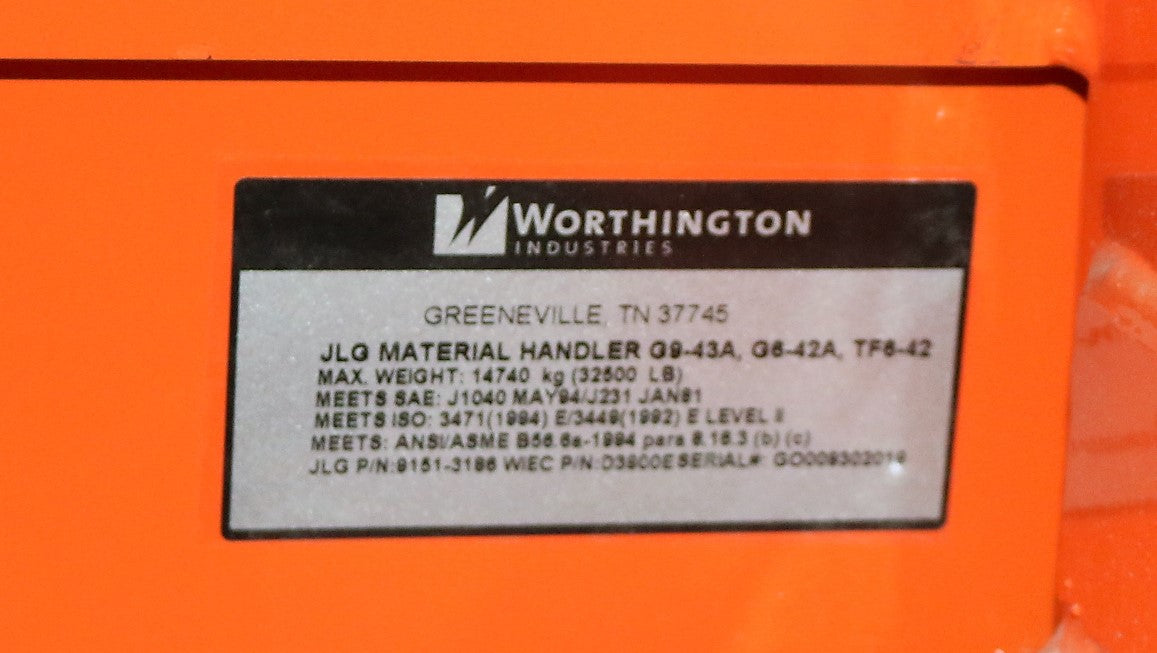 WORTHINGTON
INDUSTRIES
GREENEVILLE, TN 37745
JLG MATERIAL HANDLER G9-43A, G6-42A, TF6-42
MAX. WEIGHT: 14740 kg (32500 LB)
MEETS SAE: J1040 MAY94/J231 JAN81
MEETS ISO: 3471(1994) E/3449(1992) E LEVEL II
MEETS: ANSI/ASME B56.6a-1994 para 8.15.3 (b) (c)
JLG P/N:9151-3186 WIEC P/N:D3900E SERIAL#: